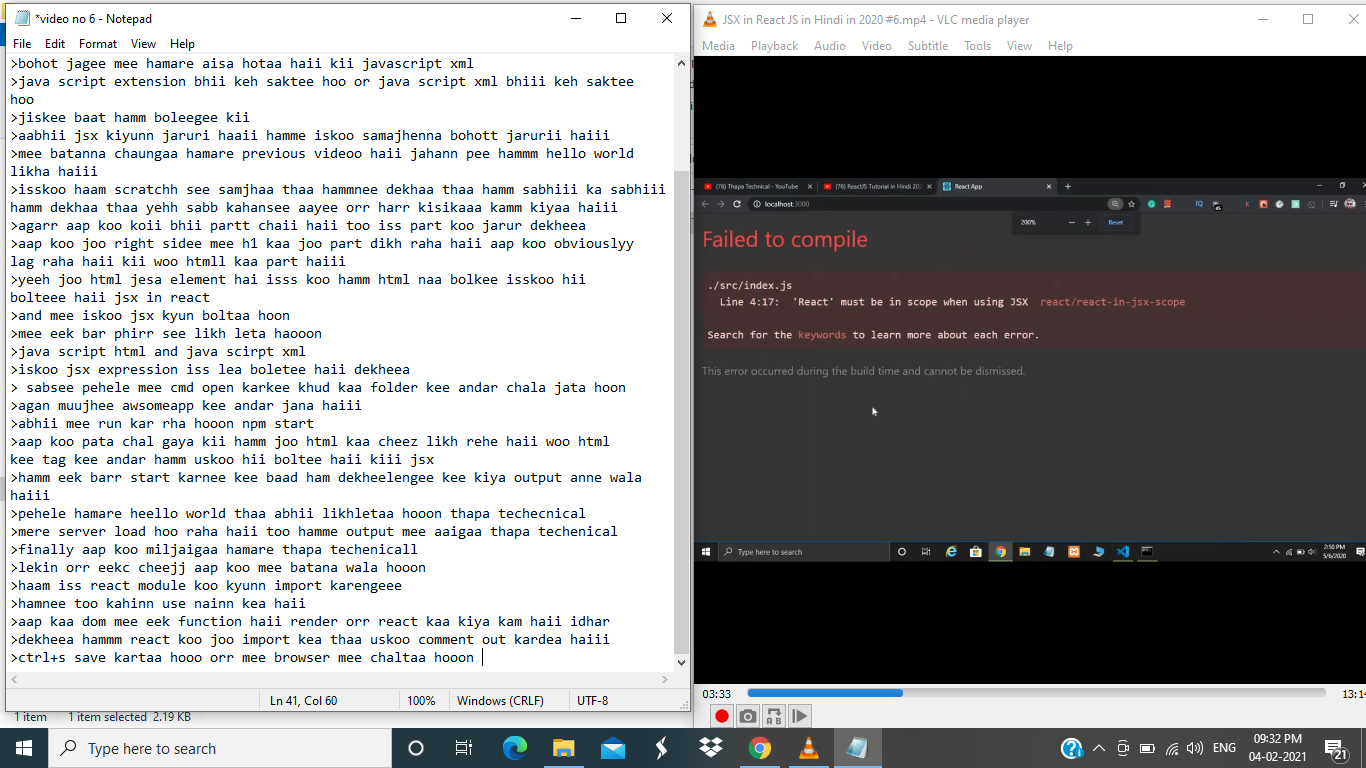 *video no 6 - Notepad
File Edit Format View Help
>bohot jagee mee hamare aisa hotaa haii kii javascript xml
>java script extension bhii keh saktee hoo or java script xml bhiii keh saktee
hoo
>jiskee baat hamm boleegee kii
>aabhii jsx kiyunn jaruri haaii hamme iskoo samajhenna bohott jarurii haiii
>mee batanna chaungaa hamare previous videoo haii jahann pee hammm hello world
likha haiii
>isskoo haam scratchh see samjhaa thaa hammnee dekhaa thaa hamm sabhiii ka sabhiii
hamm dekhaa thaa yehh sabb kahansee aayee orr harr kisikaaa kamm kiyaa haiii
>agarr aap koo koii bhii partt chaii haii too iss part koo jarur dekheea
>aap koo joo right sidee mee h1 kaa joo part dikh raha haii aap koo obviouslyy
lag raha haii kii woo htmll kaa part haiii
>yeeh joo html jesa element hai isss koo hamm html naa bolkee isskoo hii
bolteee haii jsx in react
>and mee iskoo jsx kyun boltaa hoon
>mee eek bar phirr see likh leta haooon
>java script html and java scirpt xml
>iskoo jsx expression iss lea boletee haii dekheea
> sabsee pehele mee cmd open karkee khud kaa folder kee andar chala jata hoon
>agan muujhee awsomeapp kee andar jana haiii
>abhii mee run kar rha hooon npm start
>aap koo pata chal gaya kii hamm joo html kaa cheez likh rehe haii woo html
kee tag kee andar hamm uskoo hii boltee haii kiii jsx
>hamm eek barr start karnee kee baad ham dekheelengee kee kiya output anne wala
haiii
>pehele hamare heello world thaa abhii likhletaa hooon thapa techecnical
>mere server load hoo raha haii too hamme output mee aaigaa thapa techenical
>finally aap koo miljaigaa hamare thapa techenicall
>lekin orr eekc cheejj aap koo mee batana wala hooon
>haam iss react module koo kyunn import karengeee
>hamnee too kahinn use nainn kea haii
>aap kaa dom mee eek function haii render orr react kaa kiya kam haii idhar
>dekheea hammm react koo joo import kea thaa uskoo comment out kardea haiii
>ctrl+s save kartaa hooo orr mee browser mee chaltaa hooon
Ln 41, Col 60 100% Windows (CRLF) UTF-8
1 item 1 item selected 2.19 KB
JSX in React JS in Hindi in 2020 #6.mp4 - VLC media player
Media Playback Audio Video Subtitle Tools View Help
(76) Thapa Technical - YouTube (76) ReactJS Tutorial in Hindi 202 React App
localhost:3000
200% Reset
Failed to compile
./src/index.js
Line 4:17: 'React' must be in scope when using JSX react/react-in-jsx-scope
Search for the keywords to learn more about each error.
This error occurred during the build time and cannot be dismissed.
Type here to search
2:50 PM
5/6/2020
03:33 13:14
Type here to search
ENG 09:32 PM
04-02-2021
21